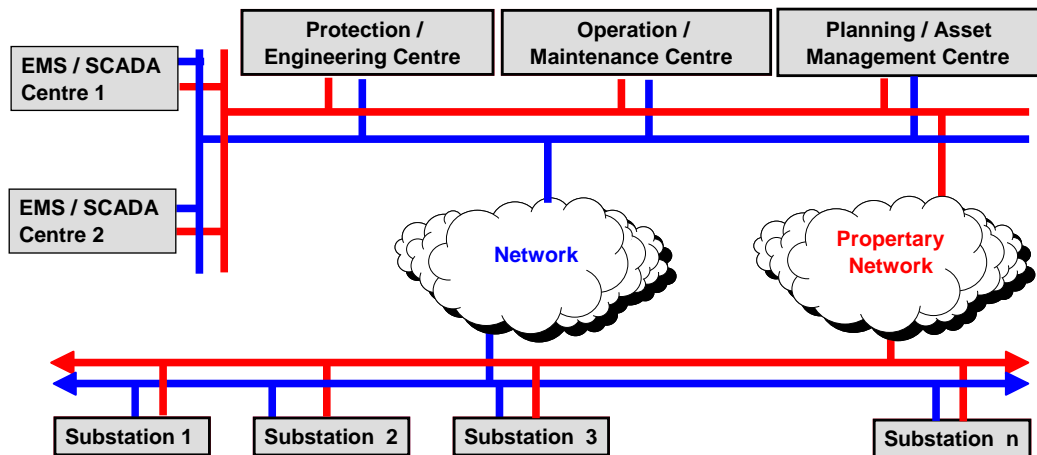 Protection /
Engineering Centre
Operation /
Maintenance Centre
Planning / Asset
Management Centre
EMS / SCADA
Centre 1
EMS / SCADA
Centre 2
Network
Propertary
Network
Substation 1
Substation 2
Substation 3
Substation n